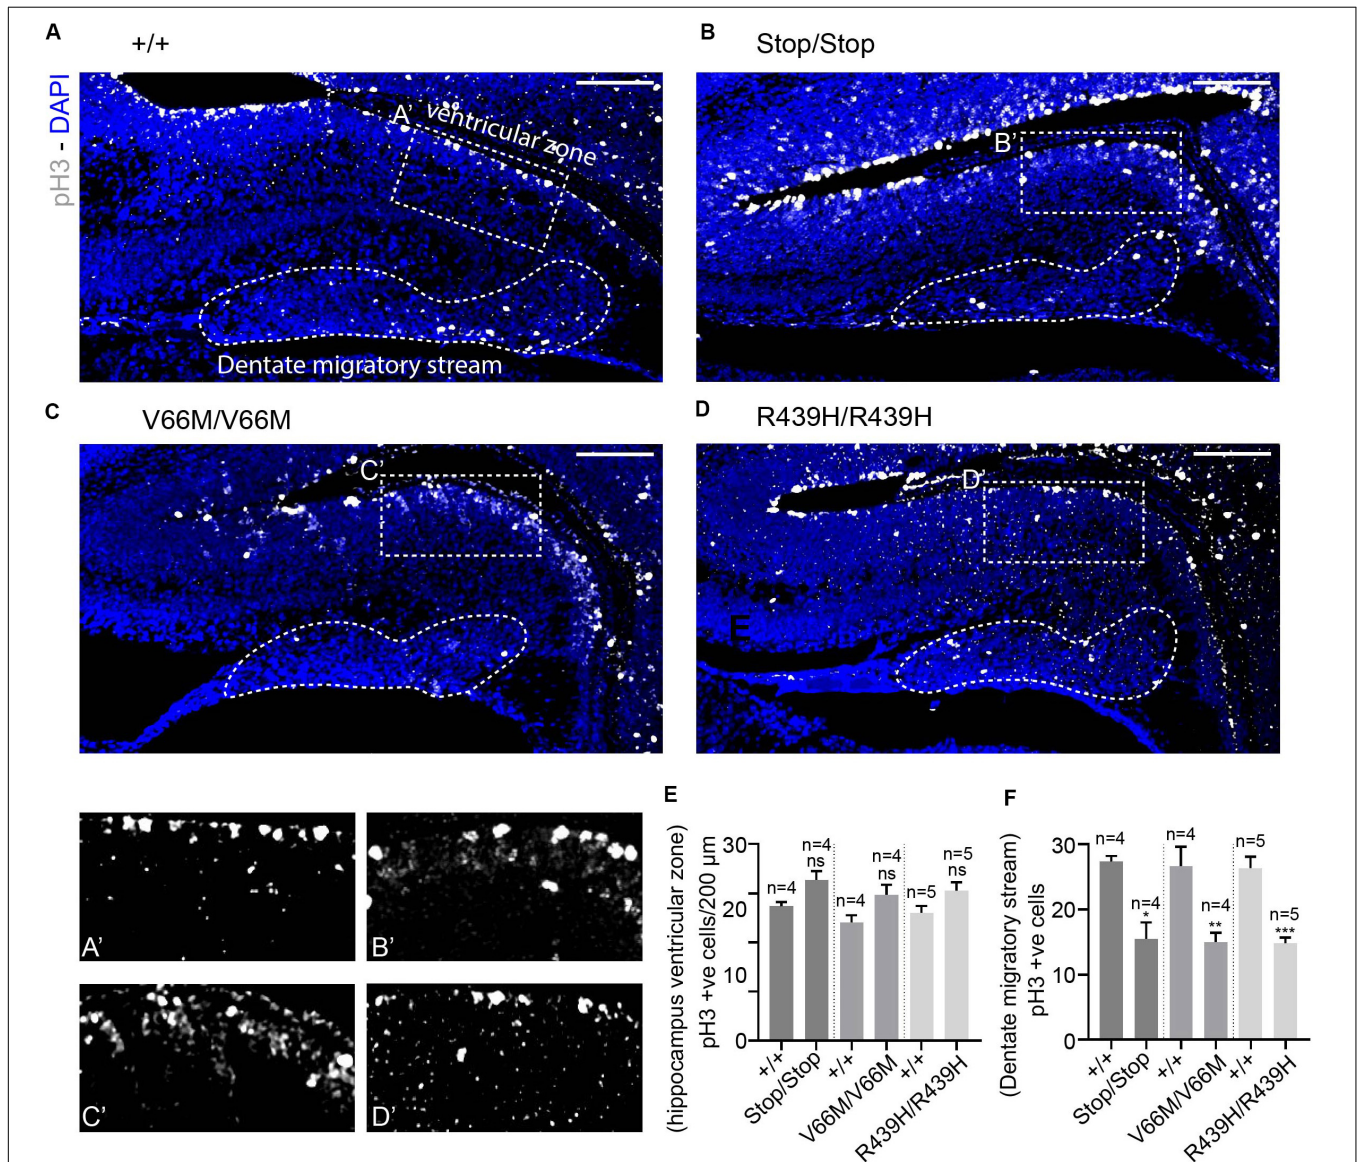 A
+/+
B
Stop/Stop
pH3 - DAPI
A’
ventricular zone
Dentate migratory stream
B’
C
V66M/V66M
D
R439H/R439H
C’
D’
E
A’
B’
C’
D’
E
(hippocampus ventricular zone)
pH3 +ve cells/200 µm
30
20
10
0
n=4
n=4
ns
n=4
n=4
ns
n=5
n=5
ns
+/+
Stop/Stop
+/+
V66M/V66M
+/+
R439H/R439H
F
(Dentate migratory stream)
pH3 +ve cells
30
20
10
0
n=4
n=4
*
n=4
n=4
**
n=5
n=5
***
+/+
Stop/Stop
+/+
V66M/V66M
+/+
R439H/R439H